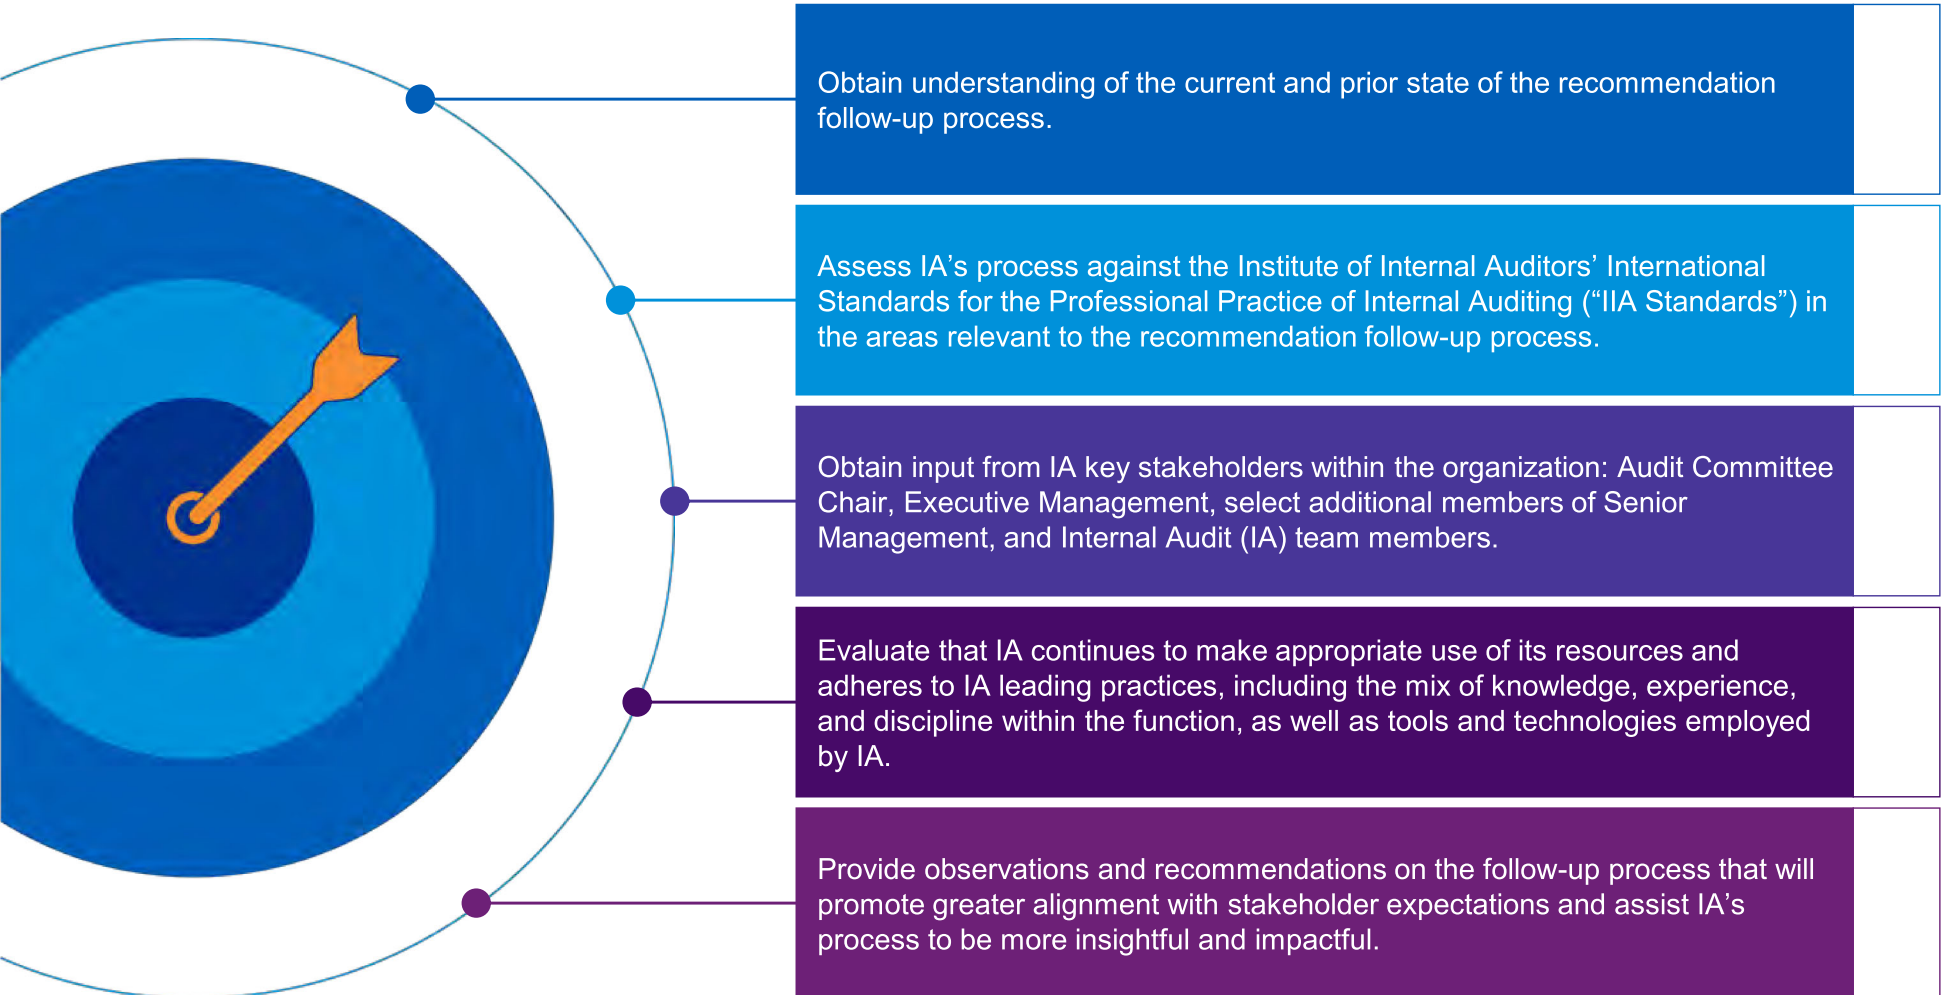 Obtain understanding of the current and prior state of the recommendation
follow-up process.
Assess IA’s process against the Institute of Internal Auditors’ International
Standards for the Professional Practice of Internal Auditing (“IIA Standards”) in
the areas relevant to the recommendation follow-up process.
Obtain input from IA key stakeholders within the organization: Audit Committee
Chair, Executive Management, select additional members of Senior
Management, and Internal Audit (IA) team members.
Evaluate that IA continues to make appropriate use of its resources and
adheres to IA leading practices, including the mix of knowledge, experience,
and discipline within the function, as well as tools and technologies employed
by IA.
Provide observations and recommendations on the follow-up process that will
promote greater alignment with stakeholder expectations and assist IA’s
process to be more insightful and impactful.